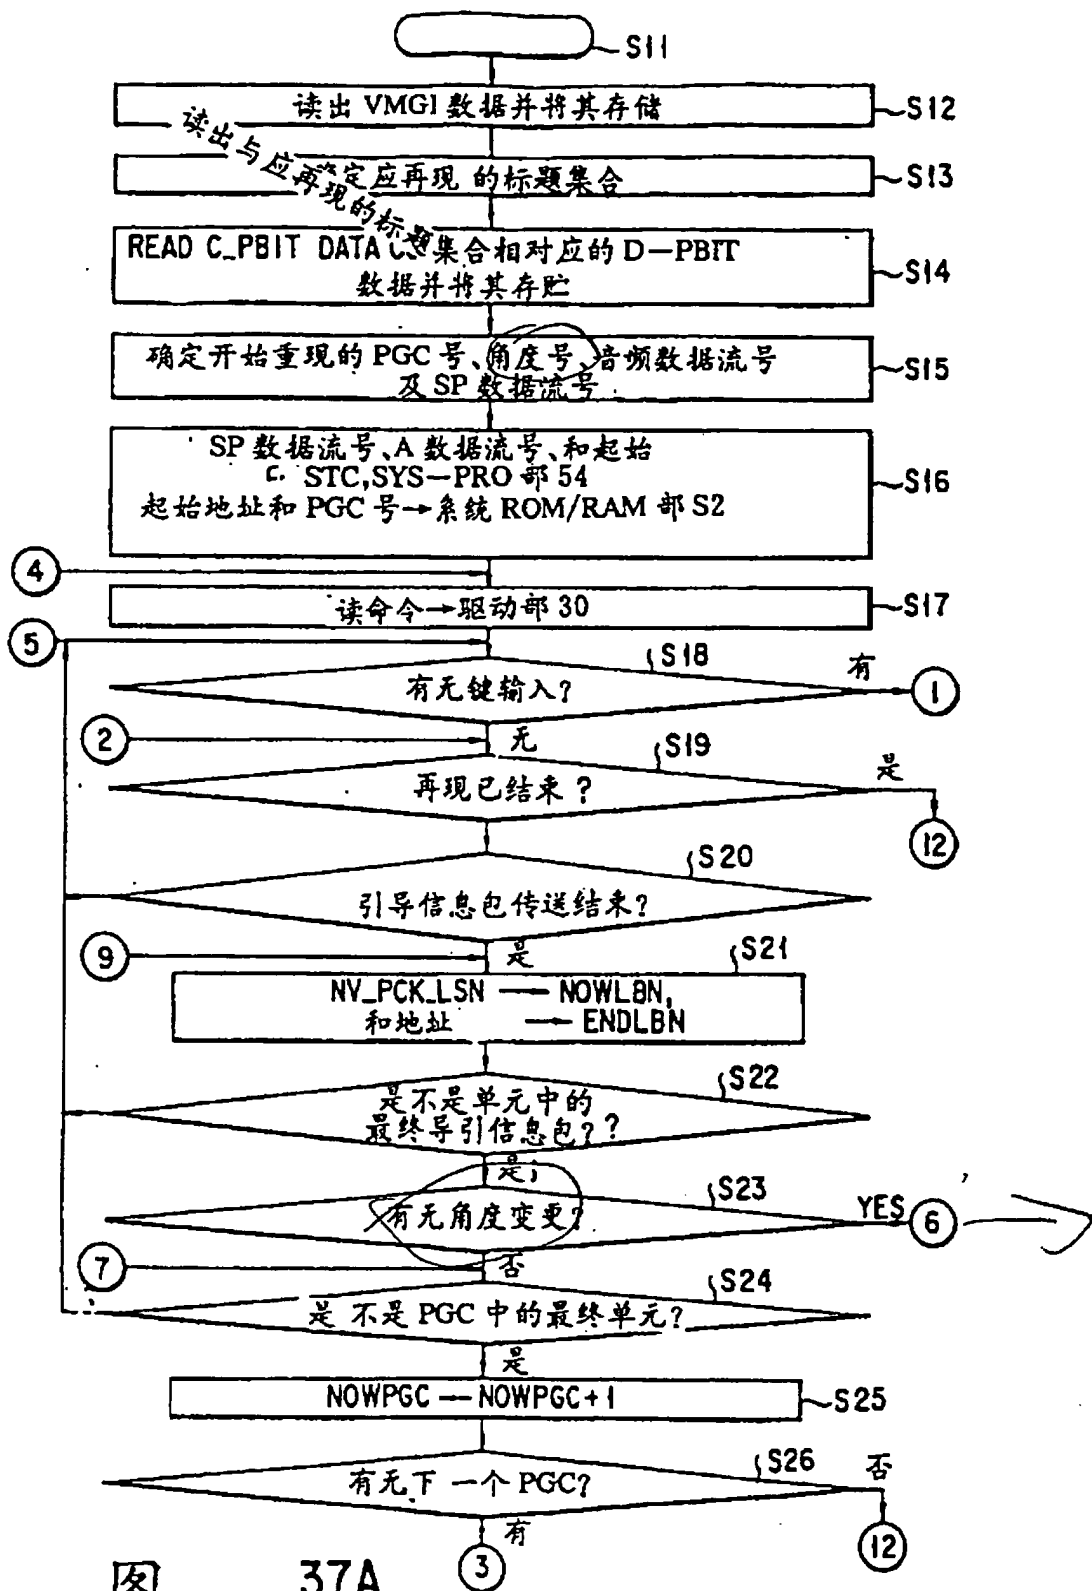 S11
读出 VMGI 数据并将其存储
S12
读出与应再现的标题
定应再现 的标题集合
S13
READ C_PBIT DATA
集合相对应的 D-PBIT
数据并将其存贮
S14
确定开始重现的 PGC 号、角度号、音频数据流号
及 SP 数据流号
S15
SP 数据流号、A 数据流号、和起始
STC,SYS-PRO 部 54
起始地址和 PGC 号→系统 ROM/RAM 部 S2
S16
4
读命令→驱动部 30
S17
5
S18
有无键输入?
有
1
2
无
S19
再现已结束?
是
12
S20
引导信息包传送结束?
9
是
S21
NV_PCK_LSN → NOWLBN,
和地址 → ENDLBN
S22
是不是单元中的
最终导引信息包??
是;
S23
有无角度变更?
YES
6
7
否
S24
是 不是 PGC 中的最终单元?
是
NOWPGC — NOWPGC+1
S25
S26
有无下 一个 PGC?
否
有
12
3
图 37A